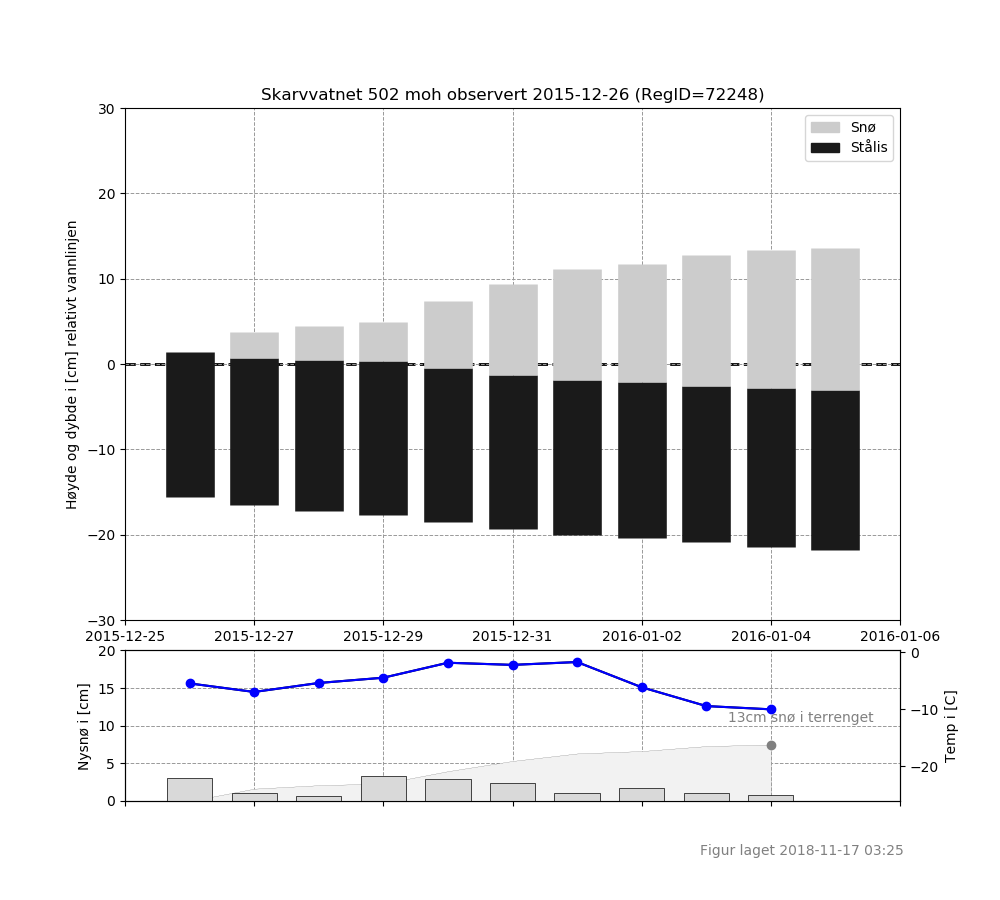 Skarvvatnet 502 moh observert 2015-12-26 (RegID=72248)
30
20
10
0
−10
−20
−30
Høyde og dybde i [cm] relativt vannlinjen
Snø
Stålis
2015-12-25 2015-12-27 2015-12-29 2015-12-31 2016-01-02 2016-01-04 2016-01-06
20
15
10
5
0
Nysnø i [cm]
13cm snø i terrenget
0
−10
−20
Temp i [C]
Figur laget 2018-11-17 03:25